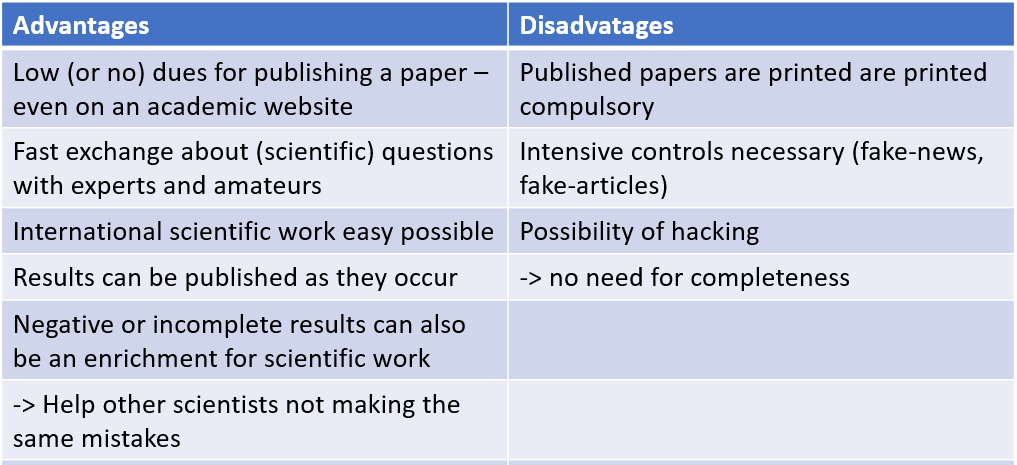 Advantages
Disadvatages
Low (or no) dues for publishing a paper –
even on an academic website
Published papers are printed are printed
compulsory
Fast exchange about (scientific) questions
with experts and amateurs
Intensive controls necessary (fake-news,
fake-articles)
International scientific work easy possible
Possibility of hacking
Results can be published as they occur
-> no need for completeness
Negative or incomplete results can also
be an enrichment for scientific work
-> Help other scientists not making the
same mistakes